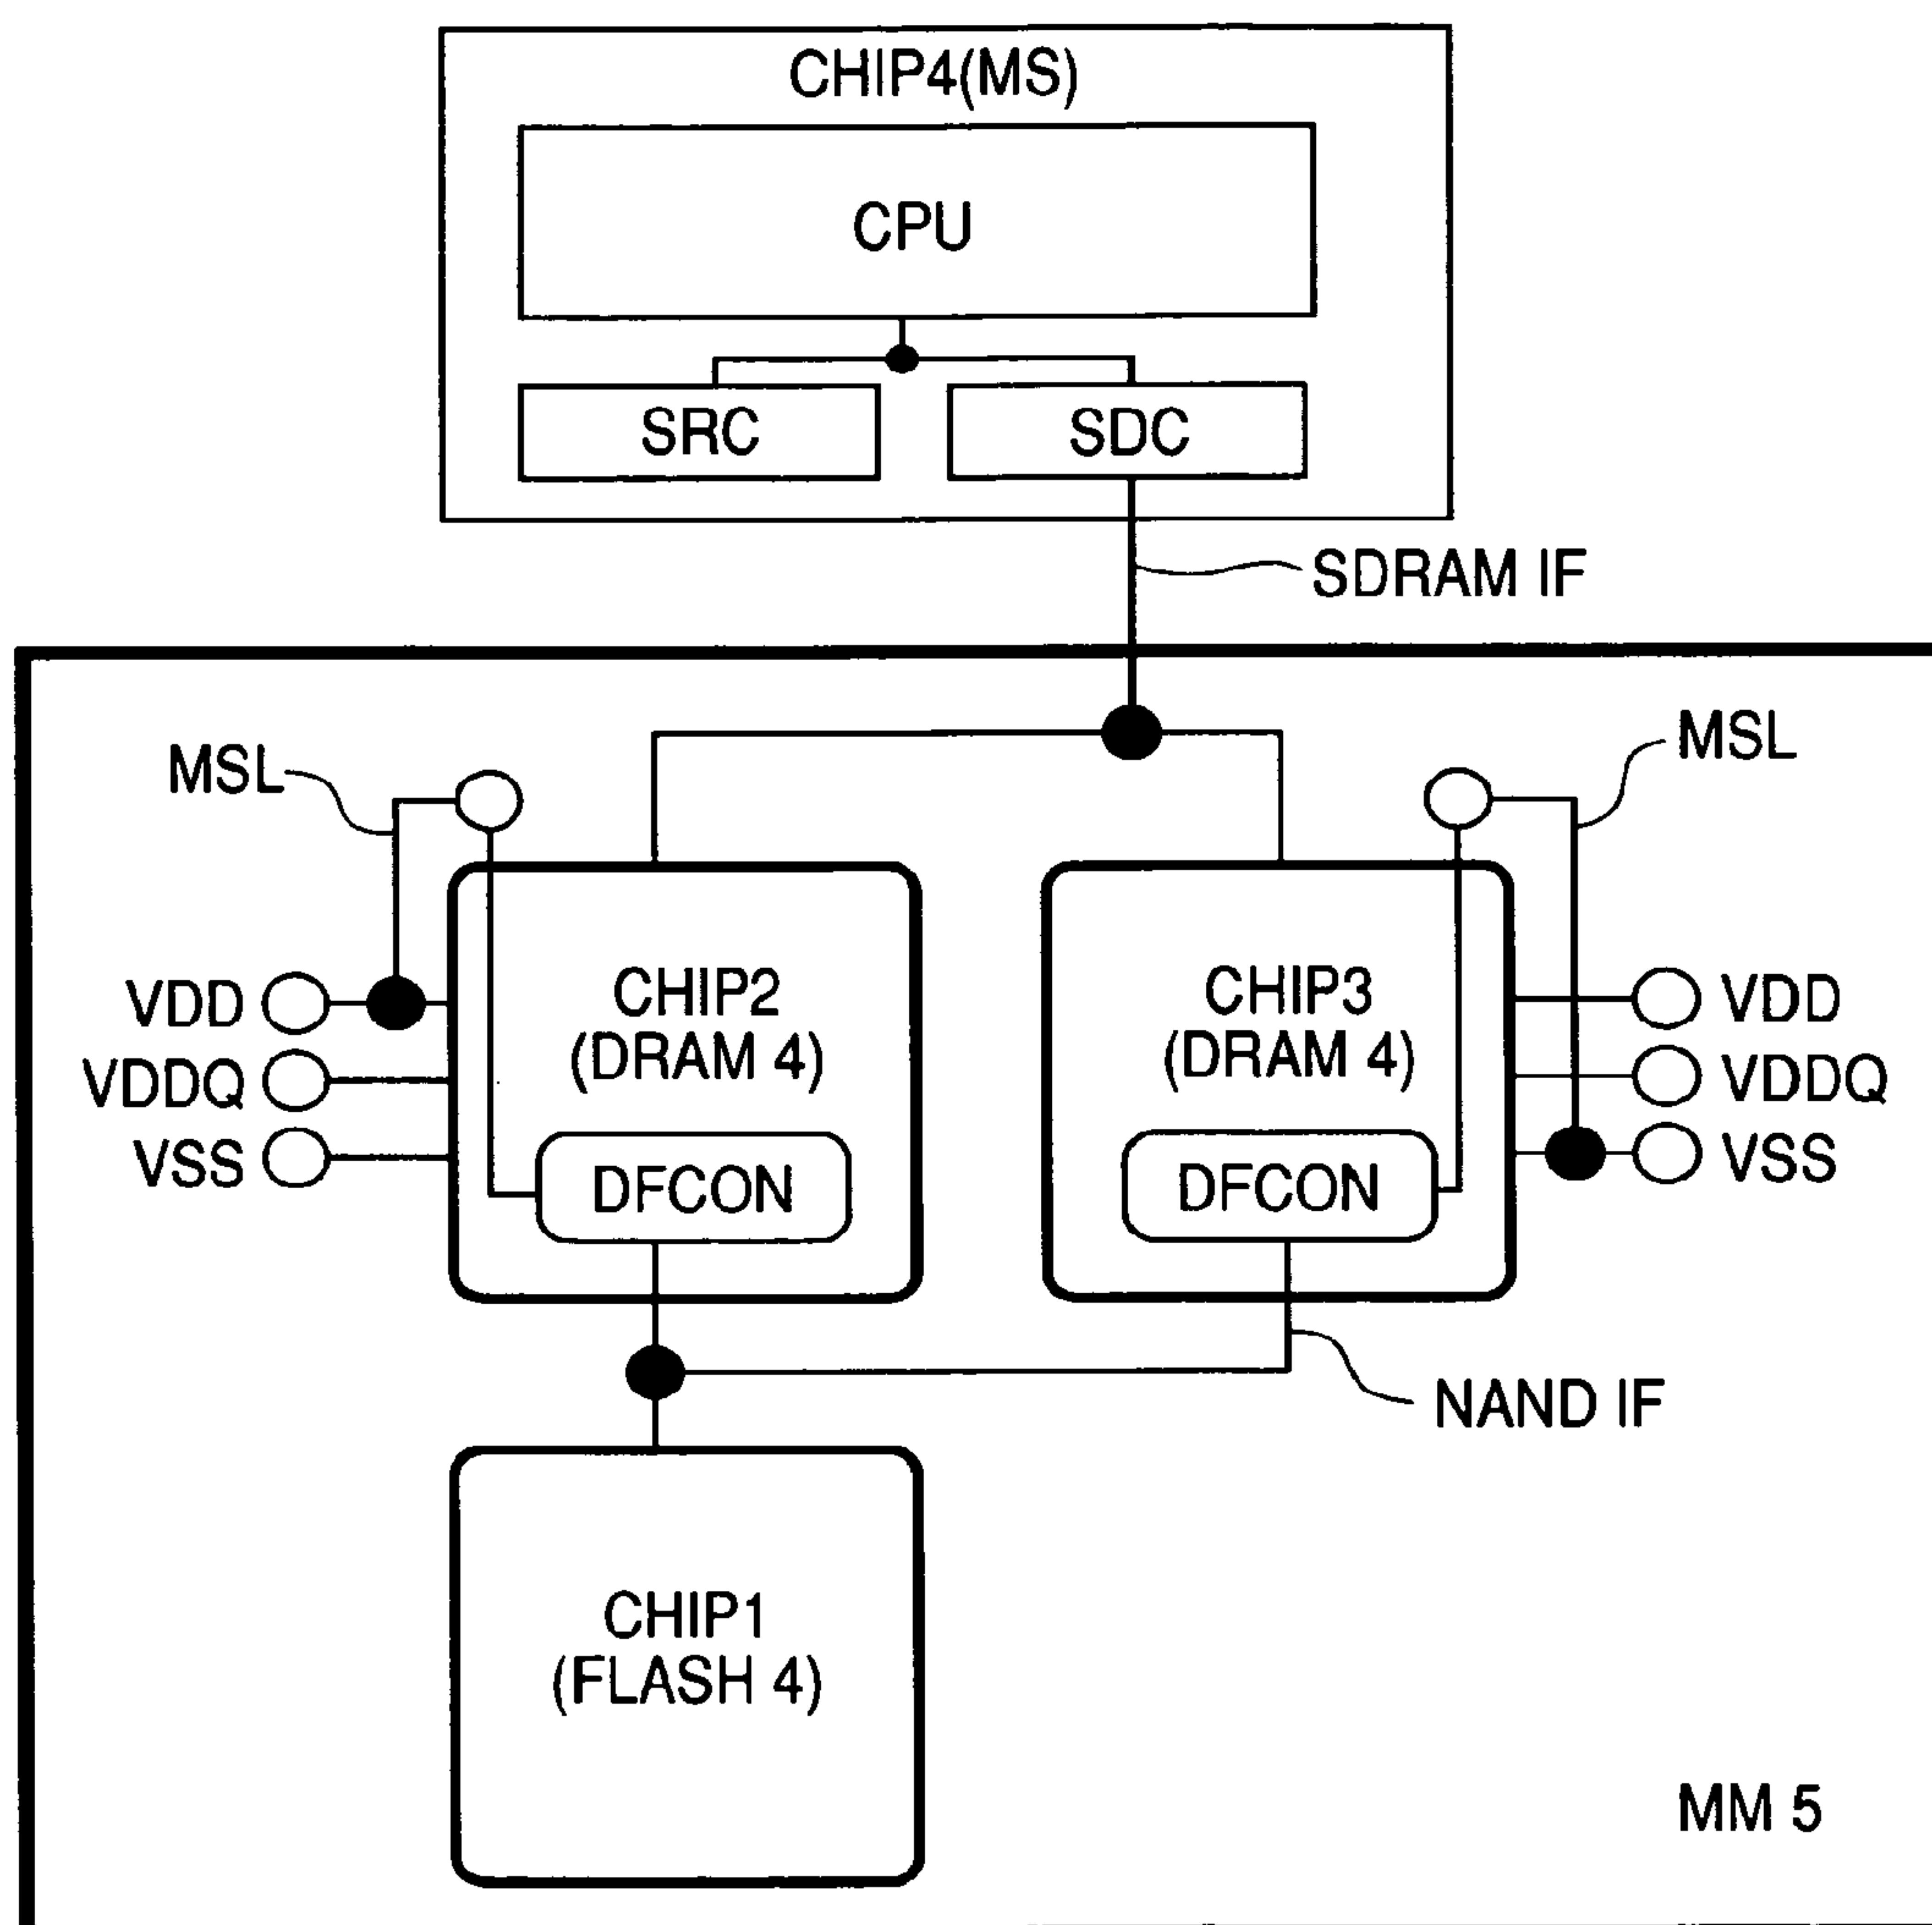 CHIP4(MS)
CPU
SRC
SDC
SDRAM IF
MSL
MSL
VDD
VDDQ
VSS
CHIP2
(DRAM 4)
DFCON
CHIP3
(DRAM 4)
DFCON
VDD
VDDQ
VSS
NAND IF
CHIP1
(FLASH 4)
MM 5